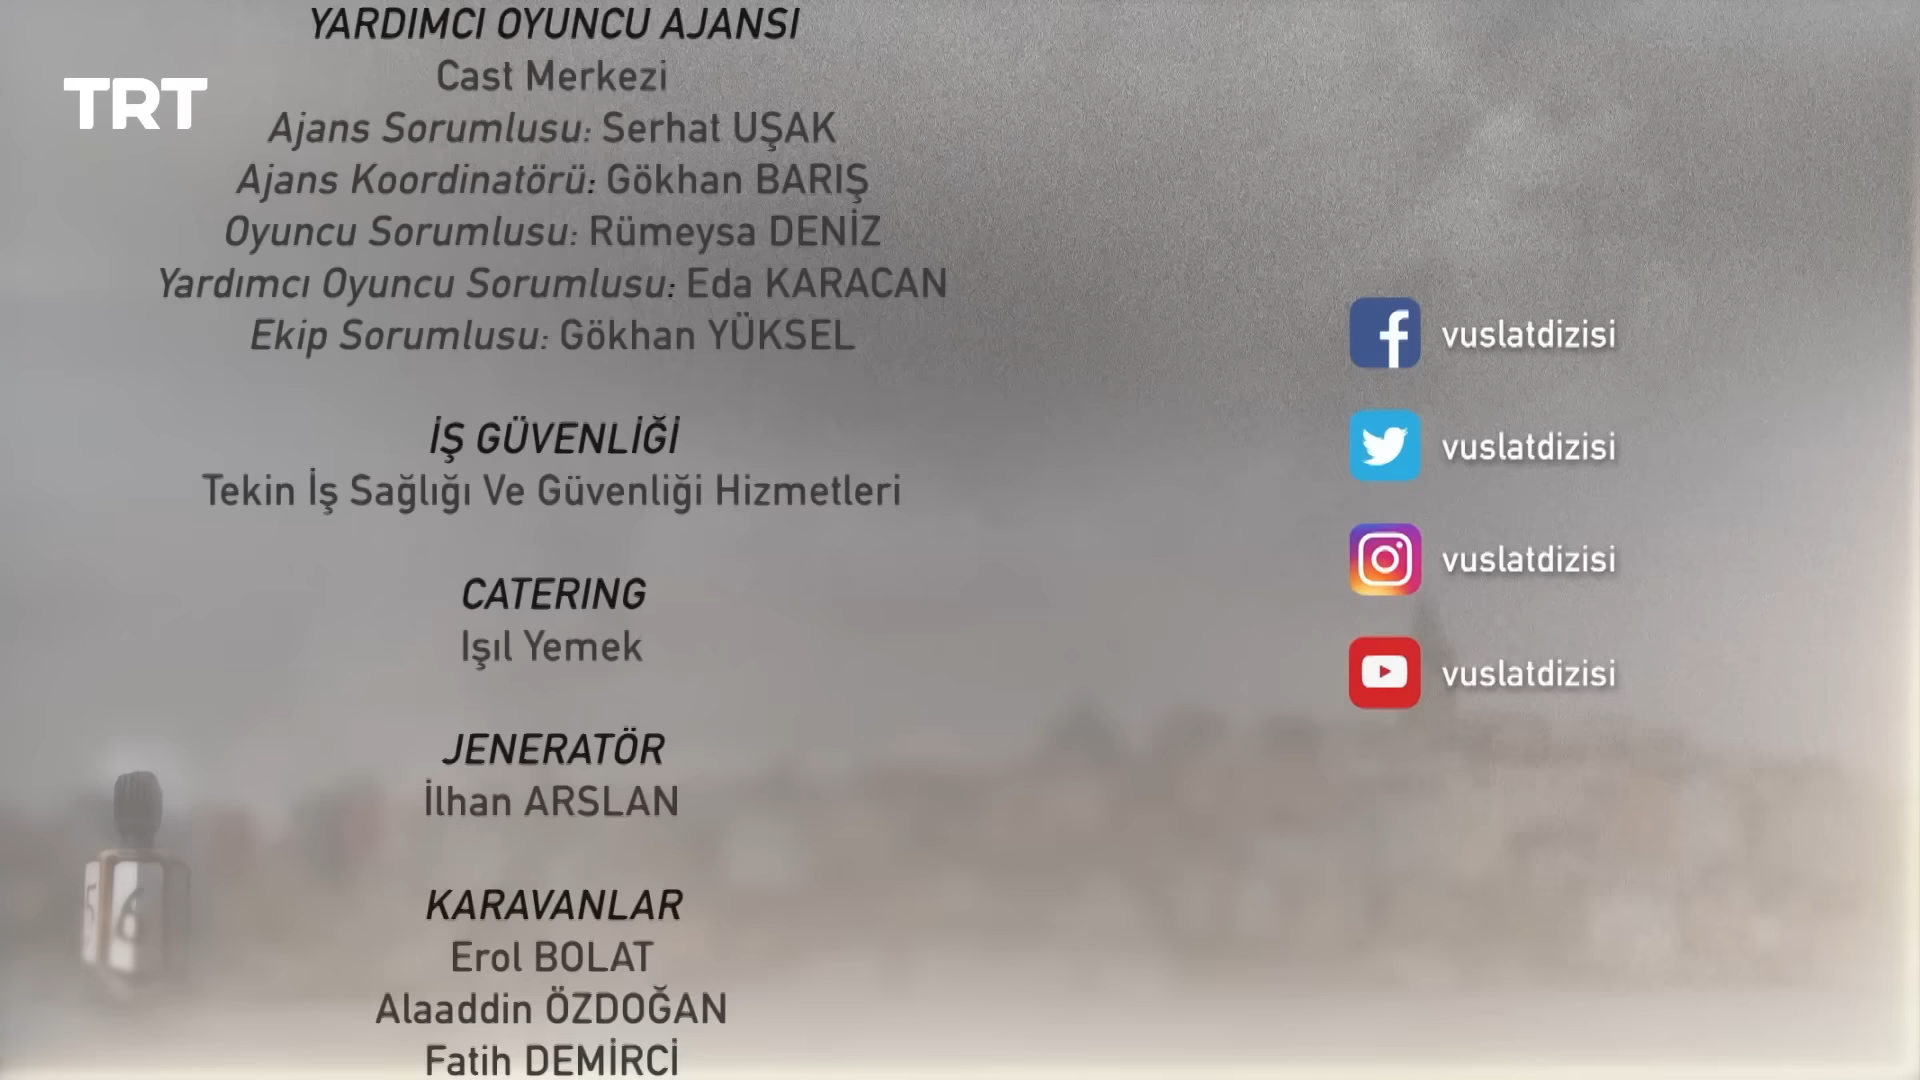 YARDIMCI OYUNCU AJANSI
Cast Merkezi
TRT
Ajans Sorumlusu: Serhat UŞAK
Ajans Koordinatörü: Gökhan BARIŞ
Oyuncu Sorumlusu: Rümeysa DENİZ
Yardımcı Oyuncu Sorumlusu: Eda KARACAN
Ekip Sorumlusu: Gökhan YÜKSEL
İŞ GÜVENLİĞİ
Tekin İş Sağlığı Ve Güvenliği Hizmetleri
CATERING
Işıl Yemek
JENERATÖR
İlhan ARSLAN
KARAVANLAR
Erol BOLAT
Alaaddin ÖZDOĞAN
Fatih DEMİRCİ
vuslatdizisi
vuslatdizisi
vuslatdizisi
vuslatdizisi
5 6